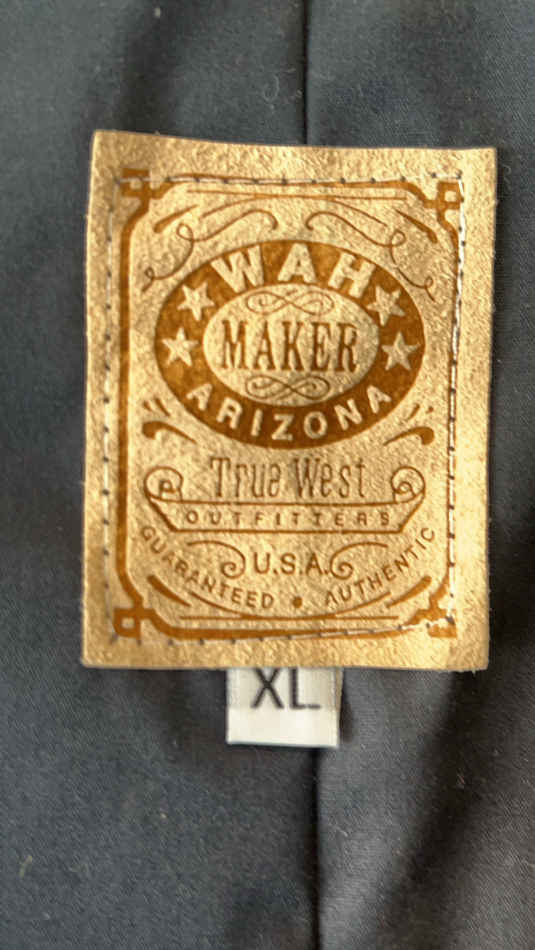 WAH
MAKER
ARIZONA
True West
OUTFITTERS
U.S.A.
GUARANTEED • AUTHENTIC
XL